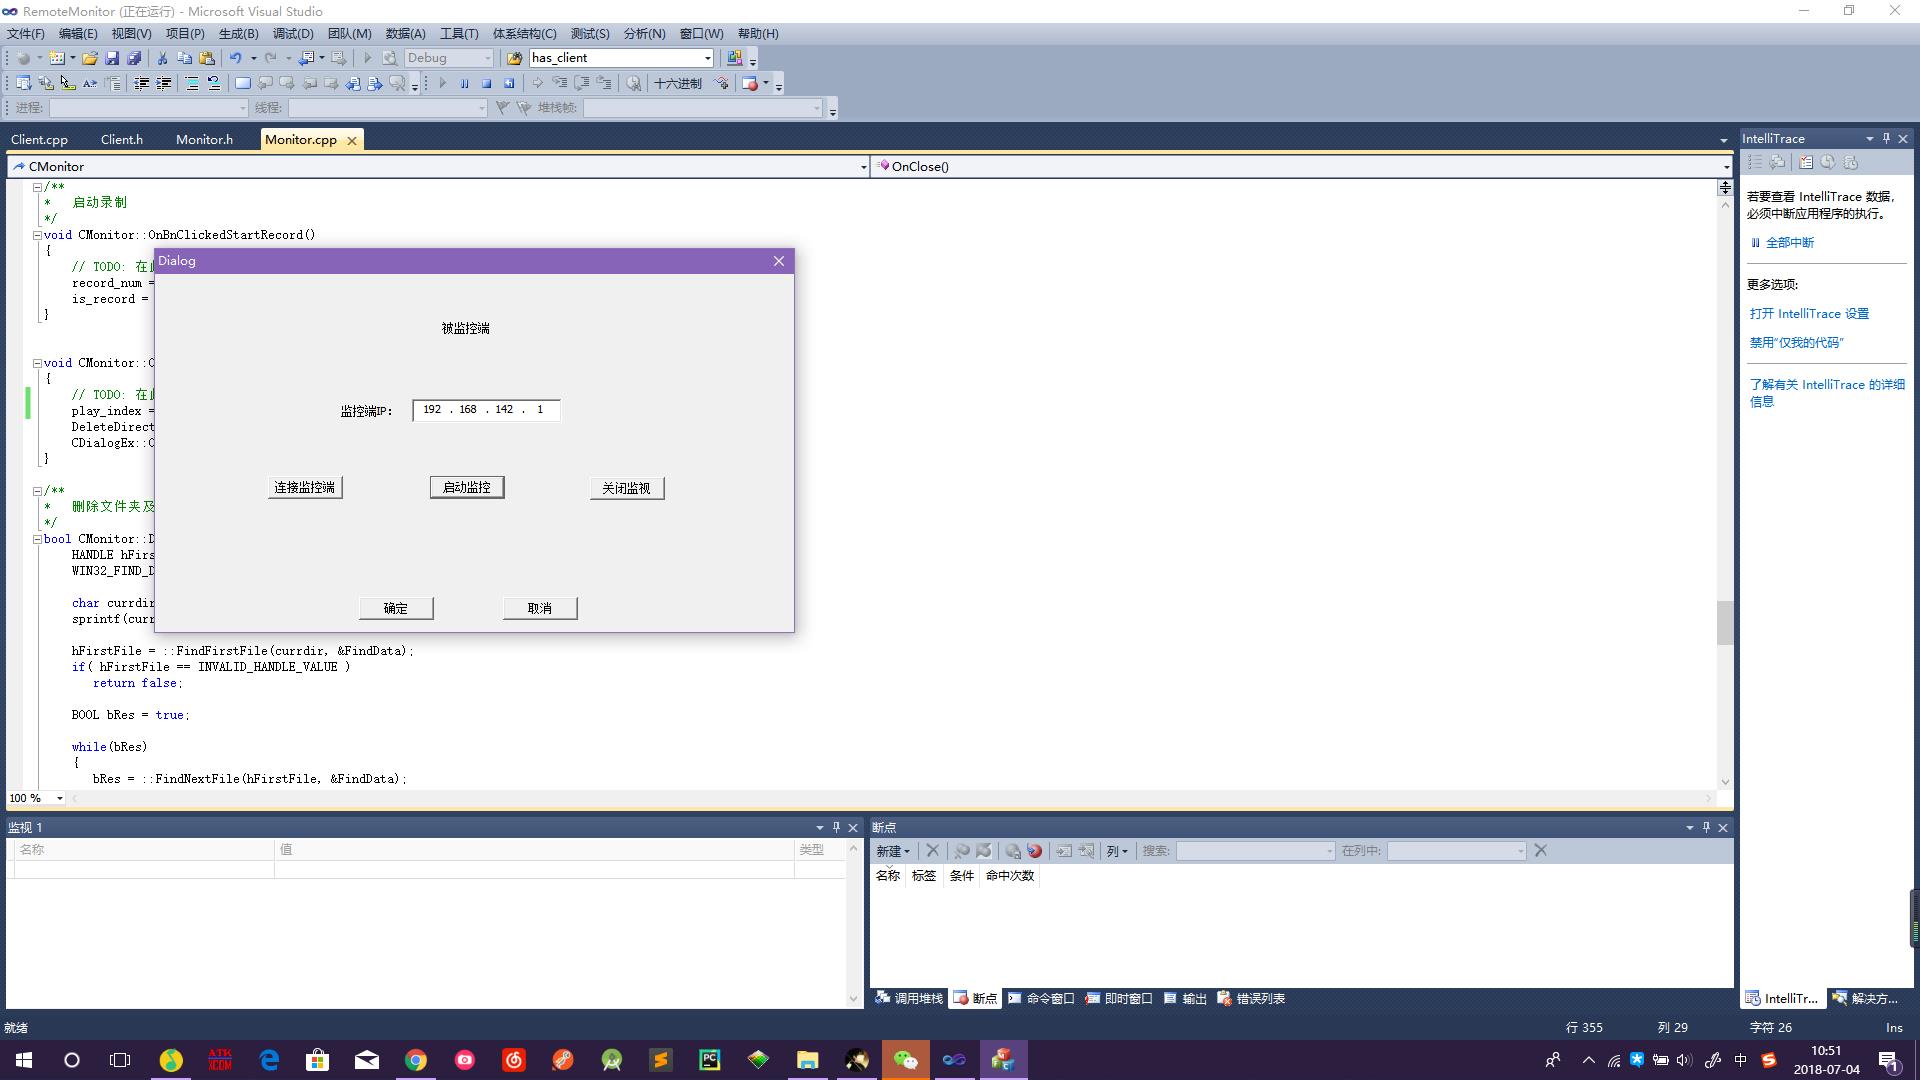 RemoteMonitor (正在运行) - Microsoft Visual Studio
文件(F) 编辑(E) 视图(V) 项目(P) 生成(B) 调试(D) 团队(M) 数据(A) 工具(T) 体系结构(C) 测试(S) 分析(N) 窗口(W) 帮助(H)
Debug has_client
十六进制
进程: 线程: 堆栈帧:
Client.cpp Client.h Monitor.h Monitor.cpp
CMonitor OnClose()
/**
* 启动录制
*/
void CMonitor::OnBnClickedStartRecord()
{
// TODO: 在
record_num =
is_record =
}
void CMonitor::
{
// TODO: 在
play_index =
DeleteDirect
CDialogEx::
}
/**
* 删除文件夹及
*/
bool CMonitor::D
HANDLE hFirs
WIN32_FIND_D
char currdir
sprintf(curr
hFirstFile = ::FindFirstFile(currdir, &FindData);
if( hFirstFile == INVALID_HANDLE_VALUE )
return false;
BOOL bRes = true;
while(bRes)
{
bRes = ::FindNextFile(hFirstFile, &FindData);
100 %
Dialog
被监控端
监控端IP: 192 . 168 . 142 . 1
连接监控端 启动监控 关闭监视
确定 取消
IntelliTrace
若要查看 IntelliTrace 数据,
必须中断应用程序的执行。
全部中断
更多选项:
打开 IntelliTrace 设置
禁用“仅我的代码”
了解有关 IntelliTrace 的详细
信息
监视 1
名称 值 类型
断点
新建 列 搜索: 在列中:
名称 标签 条件 命中次数
调用堆栈 断点 命令窗口 即时窗口 输出 错误列表
IntelliTr... 解决方...
就绪 行 355 列 29 字符 26 Ins
ATK
XCOM
PC
中
10:51
2018-07-04
1